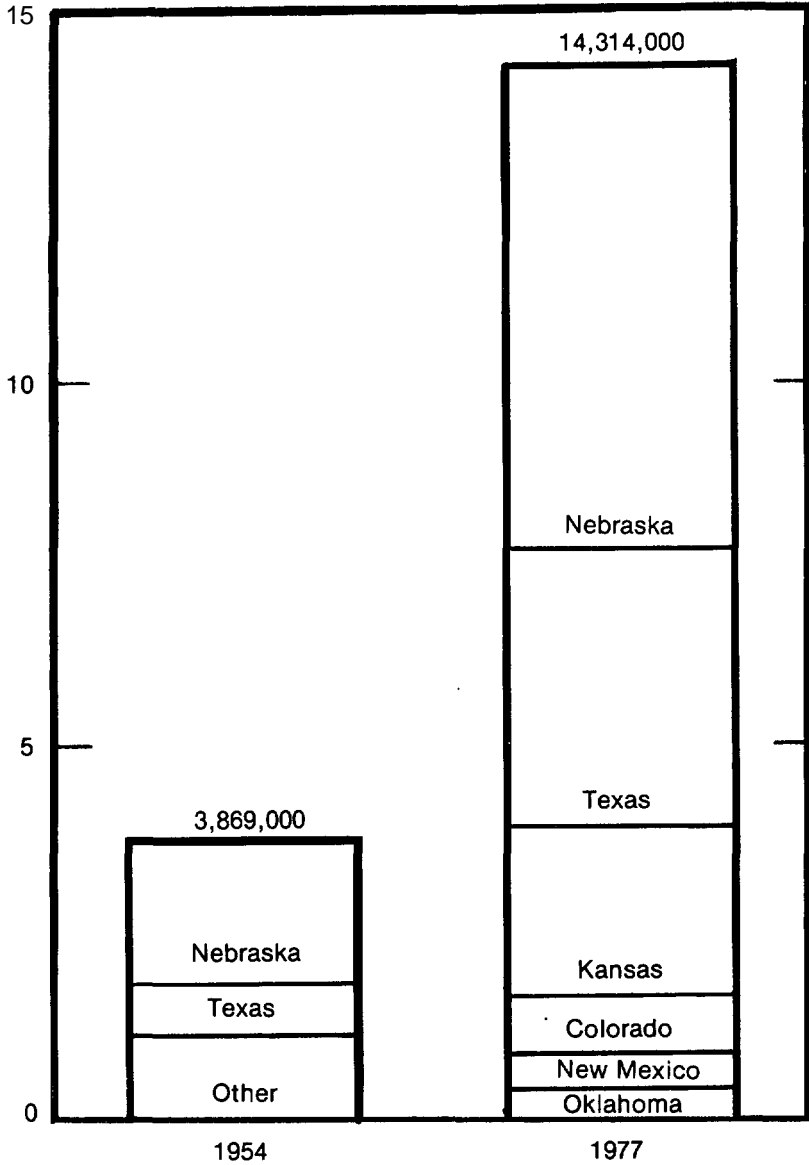 15
14,314,000
10
Nebraska
5
Texas
3,869,000
Nebraska
Kansas
Texas
Colorado
New Mexico
Other
Oklahoma
0
1954
1977